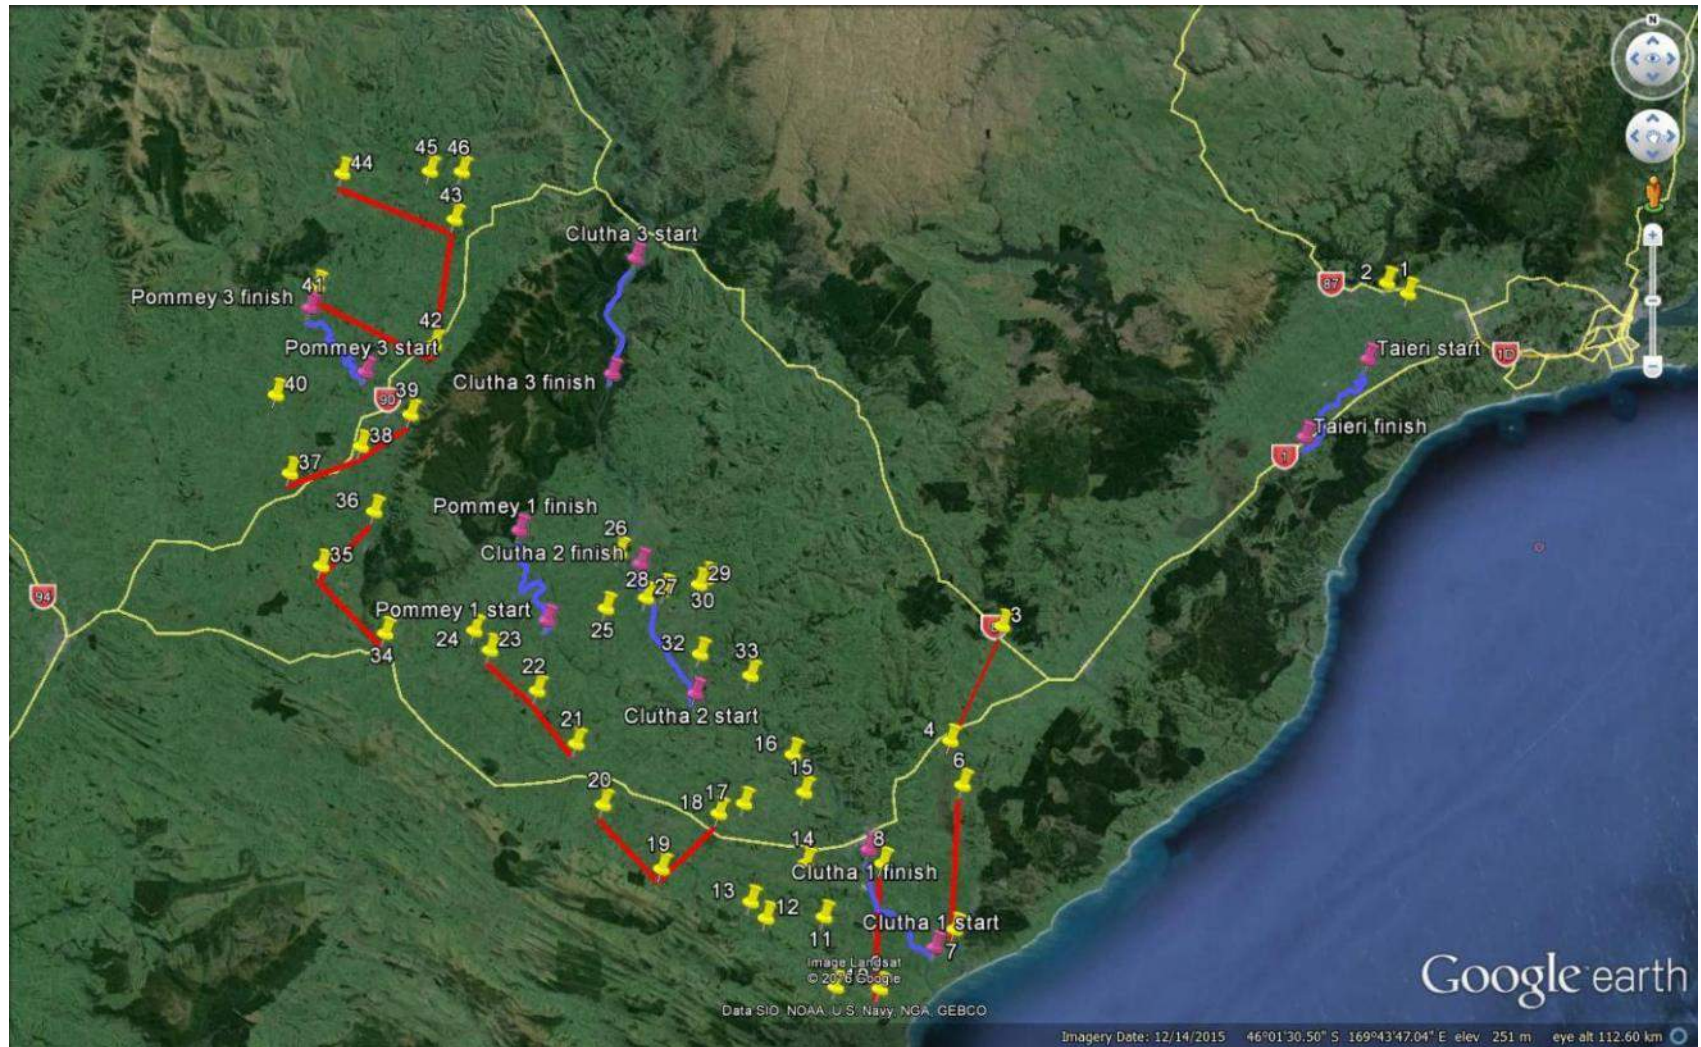 N
45 46
44
43
Clutha 3 start
2 1
87
41
Pommey 3 finish
42
Pommey 3 start
Taieri start
1D
Clutha 3 finish
40
39
90
Taieri finish
38
1
37
36
Pommey 1 finish
26
35
Clutha 2 finish
29
28 27
94
30
Pommey 1 start
3
25
24 23
32
34
33
22
Clutha 2 start
21
4
16
6
15
20
18 17
14 8
19
Clutha 1 finish
13
12
Clutha 1 start
11
7
Image Landsat
© 2016 Google
10
Google earth
Data SIO, NOAA, U.S. Navy, NGA, GEBCO
Imagery Date: 12/14/2015 46°01'30.50" S 169°43'47.04" E elev 251 m eye alt 112.60 km